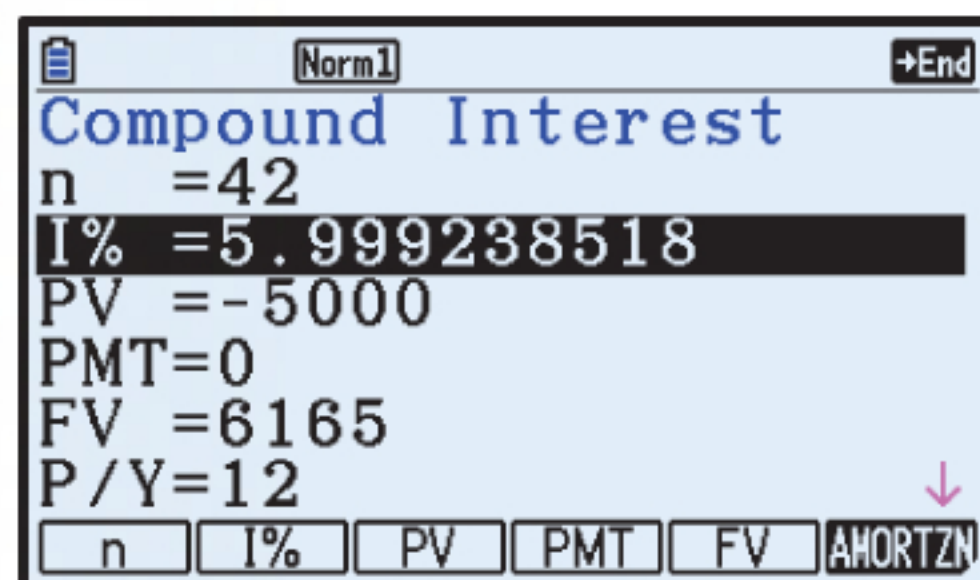 Norm1 →End
Compound Interest
n =42
I% =5.999238518
PV =-5000
PMT=0
FV =6165
P/Y=12 ↓
n I% PV PMT FV AMORTZN